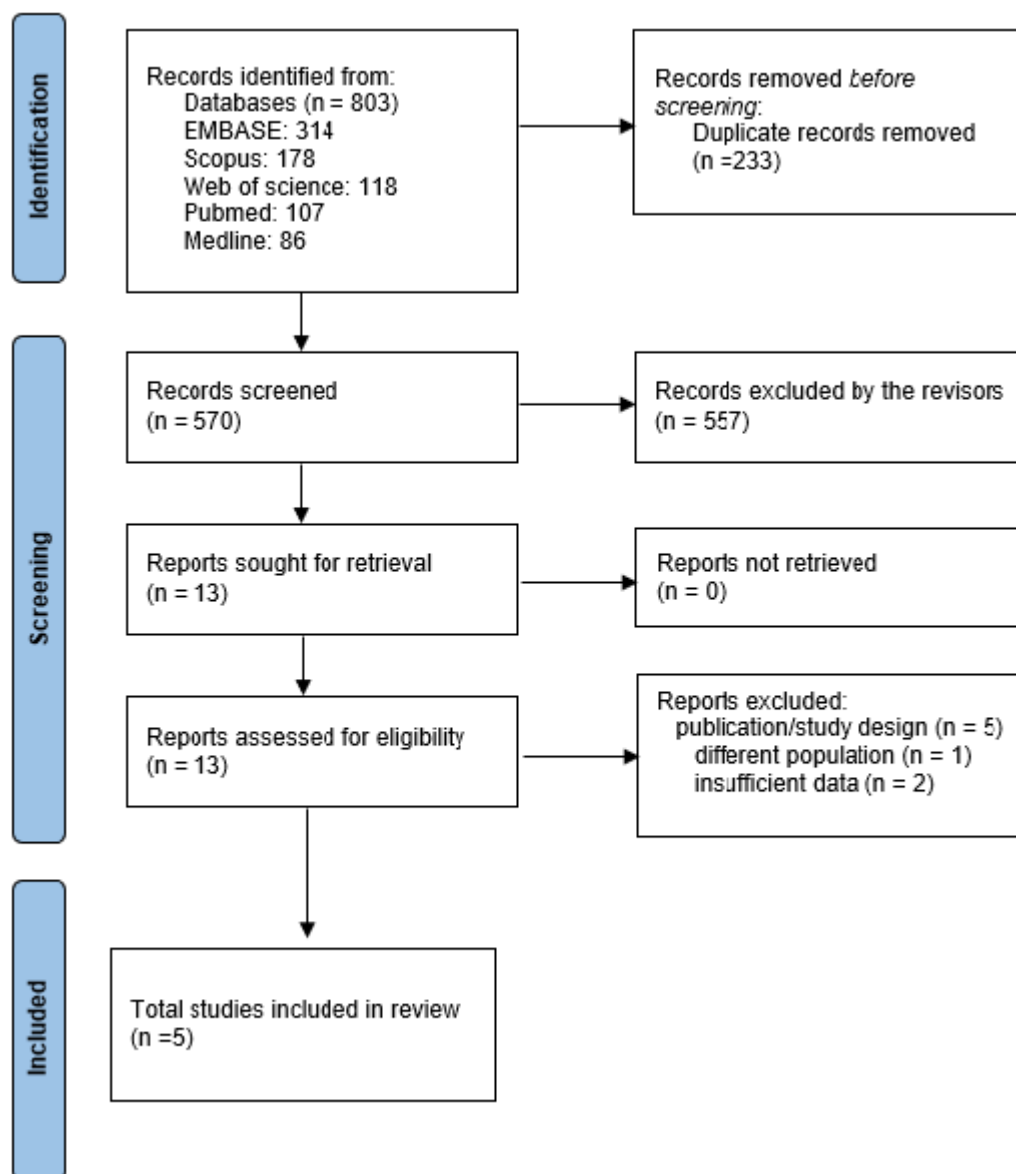 Identification
Records identified from:
Databases (n = 803)
EMBASE: 314
Scopus: 178
Web of science: 118
Pubmed: 107
Medline: 86
Records removed before
screening:
Duplicate records removed
(n =233)
Screening
Records screened
(n = 570)
Records excluded by the revisors
(n = 557)
Reports sought for retrieval
(n = 13)
Reports not retrieved
(n = 0)
Reports assessed for eligibility
(n = 13)
Reports excluded:
publication/study design (n = 5)
different population (n = 1)
insufficient data (n = 2)
Included
Total studies included in review
(n =5)